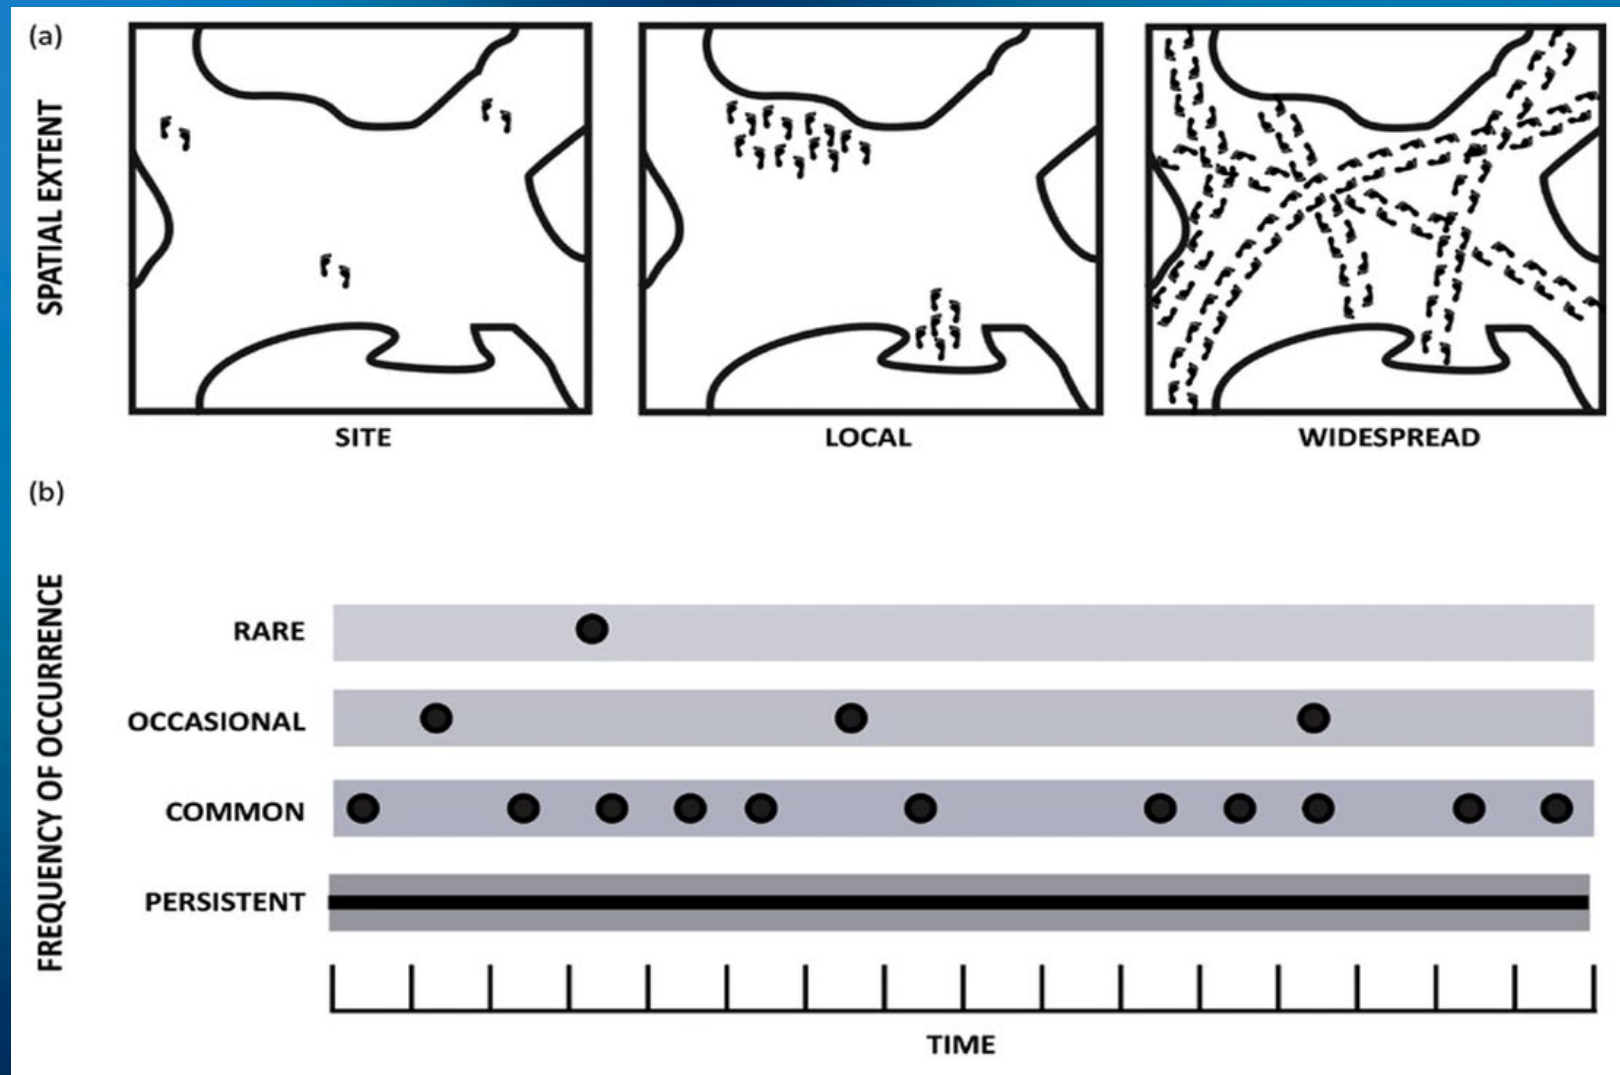 (a)
SPATIAL EXTENT
SITE
LOCAL
WIDESPREAD
(b)
FREQUENCY OF OCCURRENCE
RARE
OCCASIONAL
COMMON
PERSISTENT
TIME